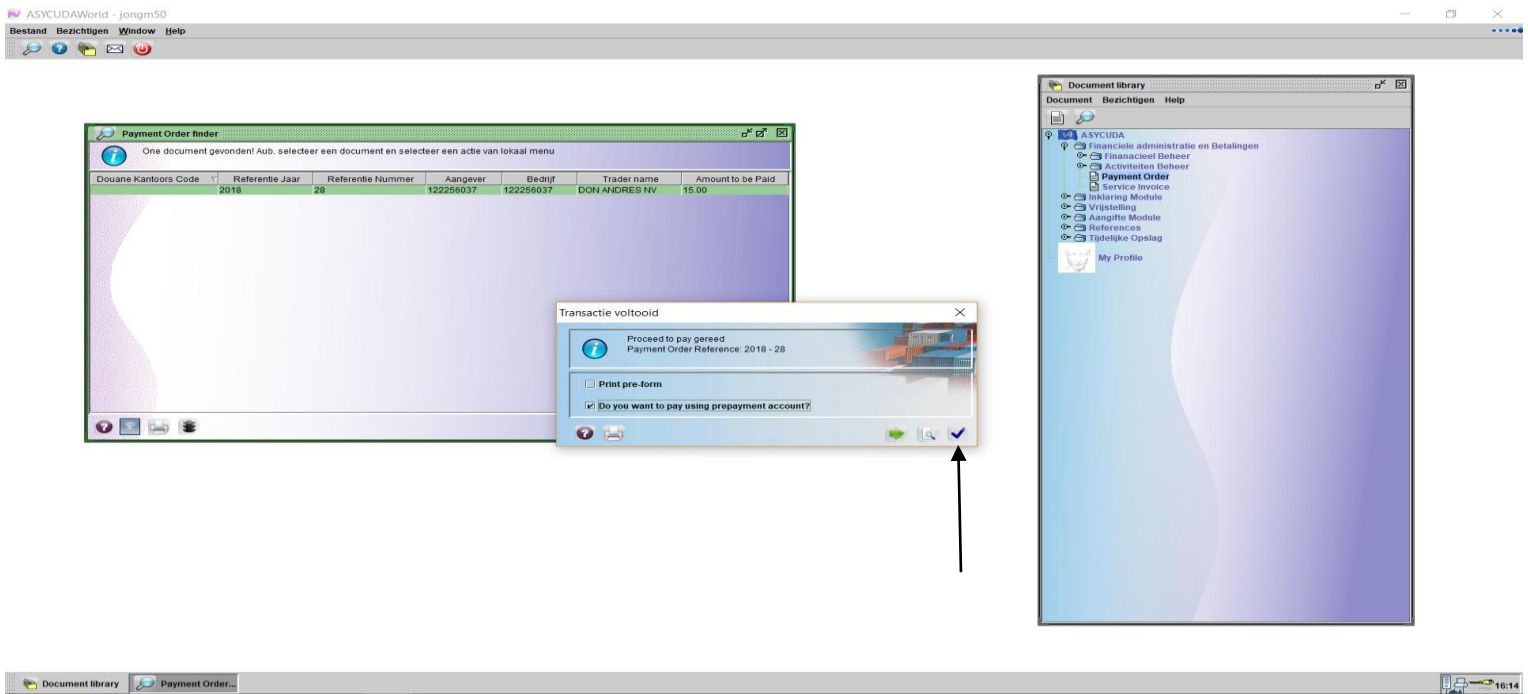 ASYCUDAWorld - jongm50
Bestand Bezichtigen Window Help
Payment Order finder
One document gevonden! Aub. selecteer een document en selecteer een actie van lokaal menu
Douane Kantoors Code Referentie Jaar Referentie Nummer Aangever Bedrijf Trader name Amount to be Paid
2018 28 122256037 122256037 DON ANDRES NV 15.00
Transactie voltooid
Proceed to pay gereed
Payment Order Reference: 2018 - 28
Print pre-form
Do you want to pay using prepayment account?
Document library
Document Bezichtigen Help
ASYCUDA
Financiele administratie en Betalingen
Finanacieel Beheer
Activiteiten Beheer
Payment Order
Service Invoice
Inklaring Module
Vrijstelling
Aangifte Module
References
Tijdelijke Opslag
My Profile
Document library Payment Order... 16:14